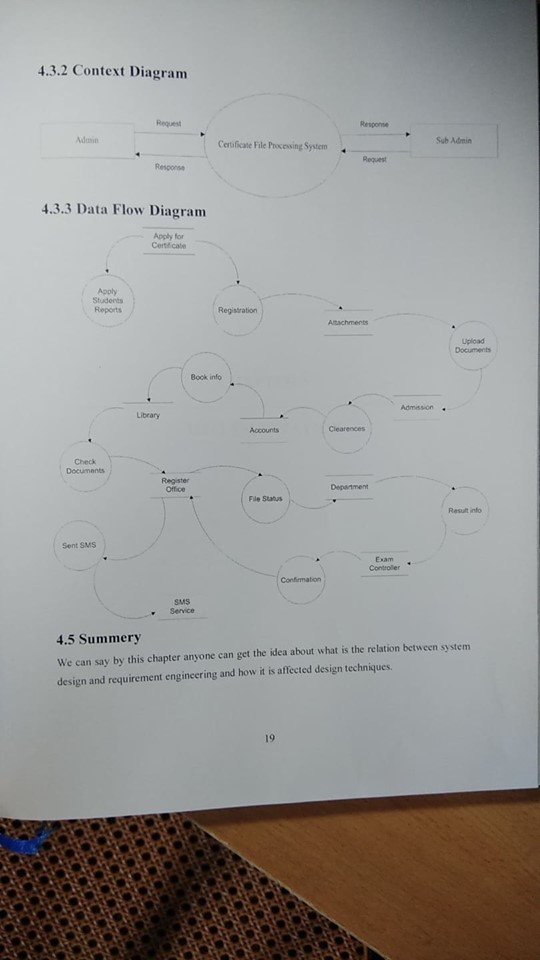 4.3.2 Context Diagram
Request
Response
Admin
Certificate File Processing System
Sub Admin
Response
Request
4.3.3 Data Flow Diagram
Apply for
Certificate
Apply
Students
Reports
Registration
Attachments
Upload
Documents
Book info
Library
Accounts
Clearences
Admission
Check
Documents
Register
Office
File Status
Department
Result info
Sent SMS
Confirmation
Exam
Controller
SMS
Service
4.5 Summery
We can say by this chapter anyone can get the idea about what is the relation between system
design and requirement engineering and how it is affected design techniques.
19